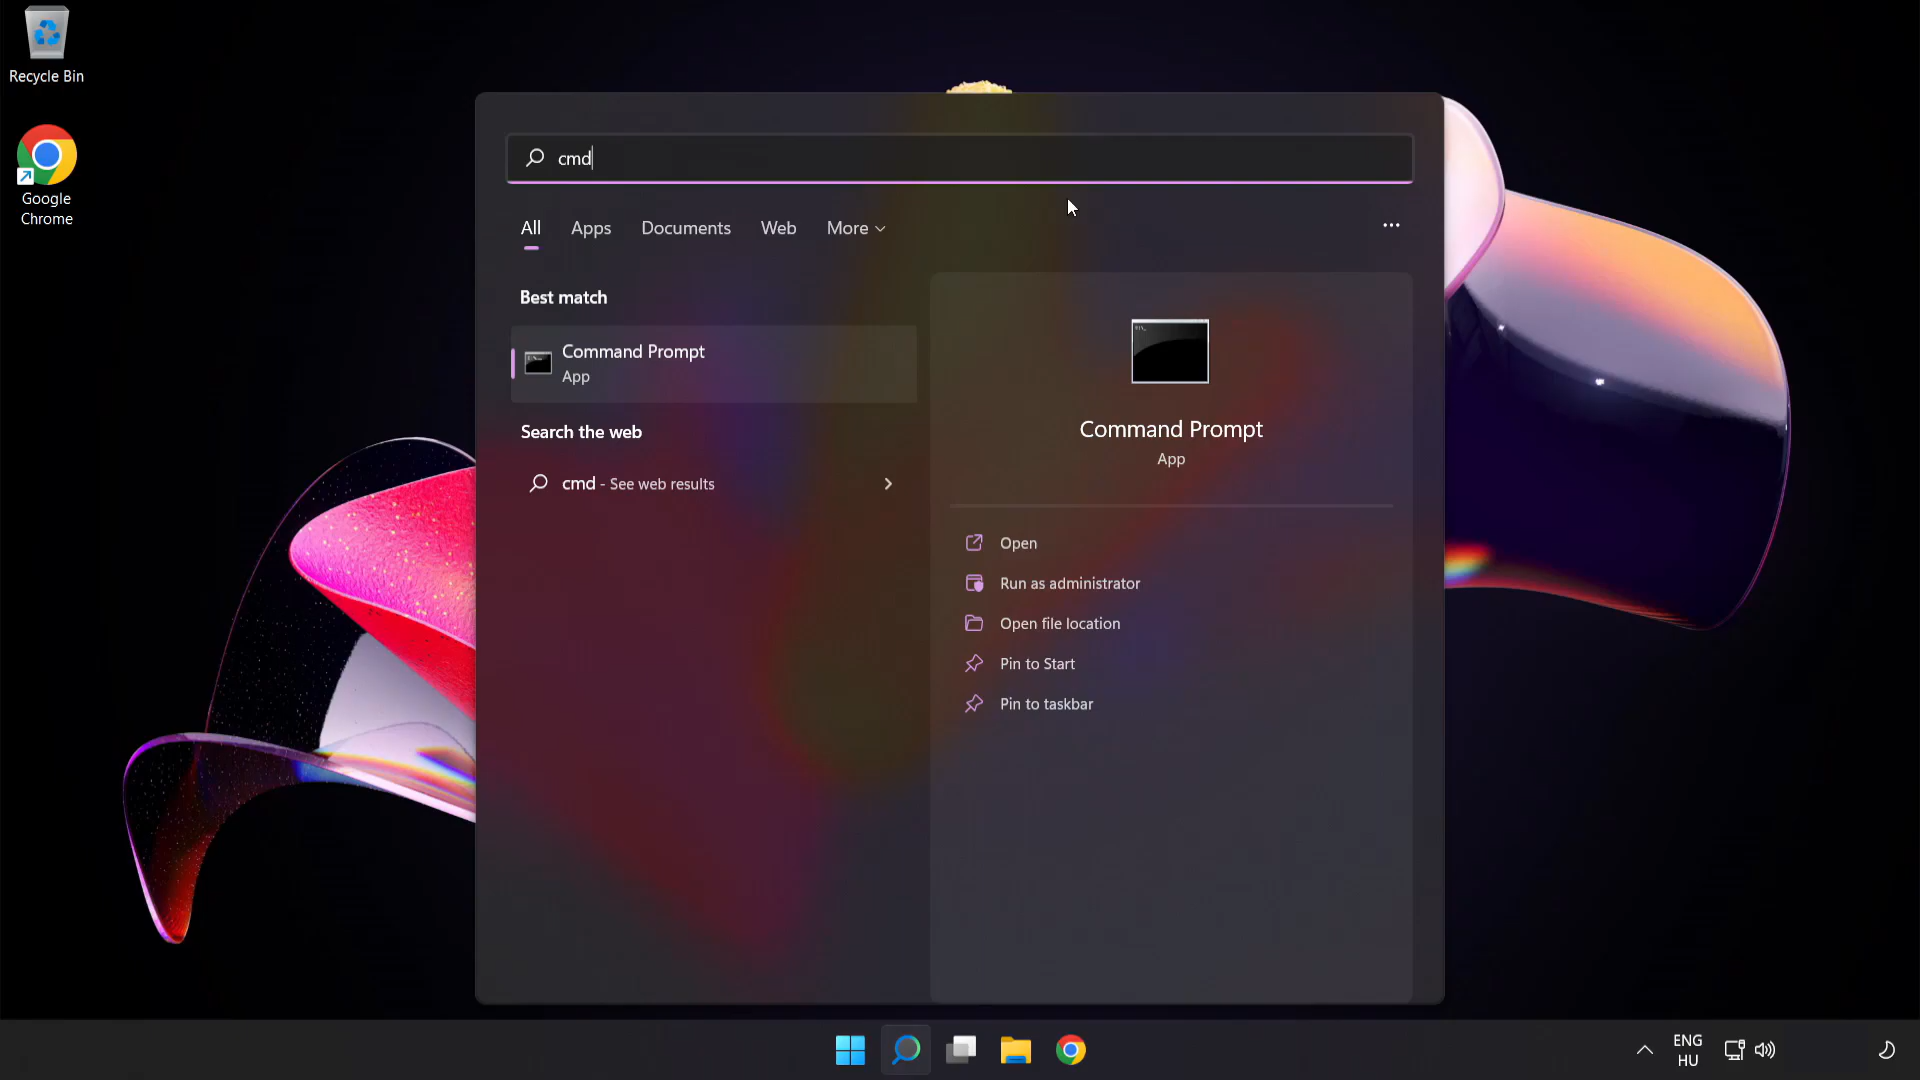 Recycle Bin
Google
Chrome
cmd
All Apps Documents Web More
Best match
Command Prompt
App
Search the web
cmd - See web results
Command Prompt
App
Open
Run as administrator
Open file location
Pin to Start
Pin to taskbar
ENG
HU